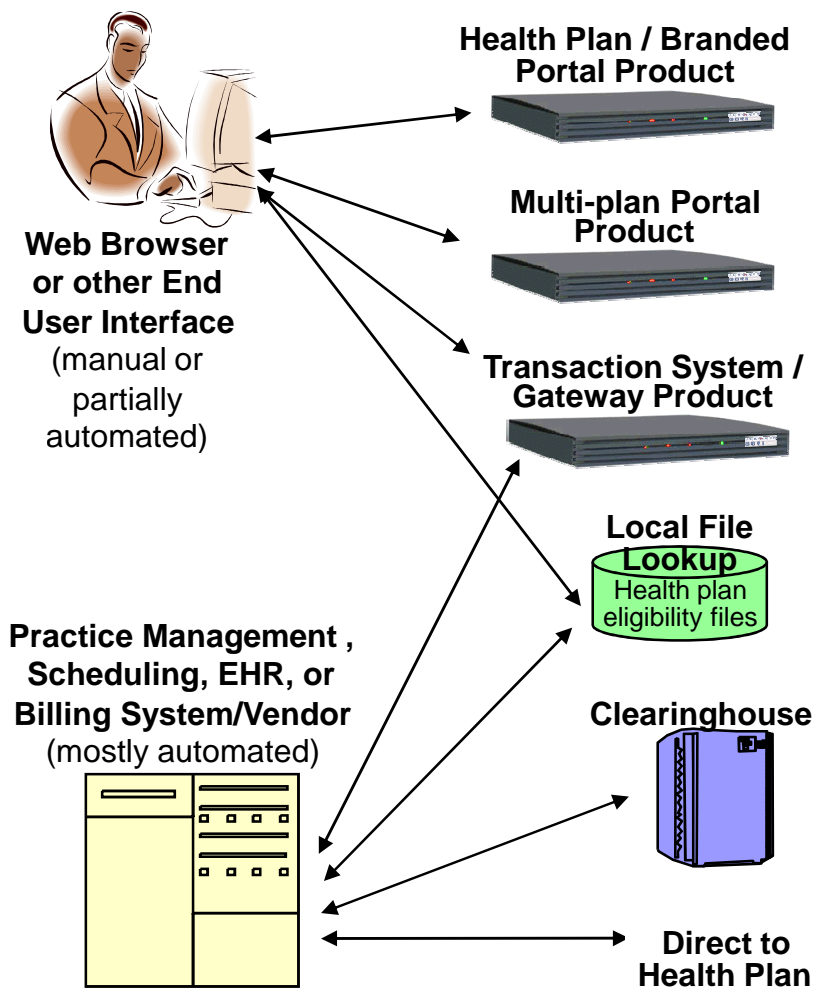 Health Plan / Branded
Portal Product
Multi-plan Portal
Product
Web Browser
or other End
User Interface
(manual or
partially
automated)
Transaction System /
Gateway Product
Local File
Lookup
Health plan
eligibility files
Practice Management ,
Scheduling, EHR, or
Billing System/Vendor
(mostly automated)
Clearinghouse
Direct to
Health Plan